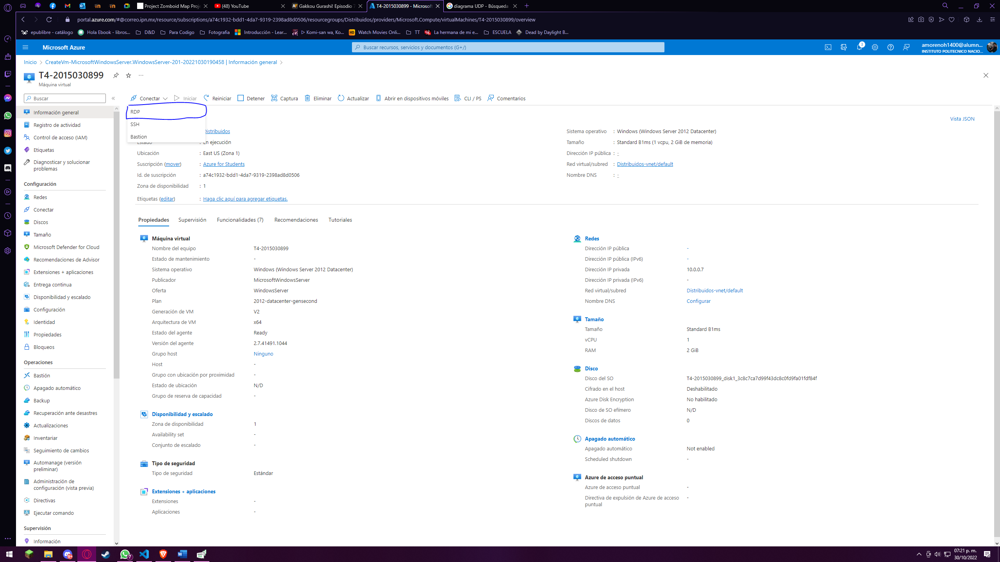 Project Zomboid Map Proje
(48) YouTube
Gakkou Gurashi! Episodio 7
T4-2015030899 - Microsoft
diagrama UDP - Búsqueda
portal.azure.com/#@correo.ipn.mx/resource/subscriptions/a74c1932-bdd1-4da7-9319-2398ad8d0506/resourcegroups/Distribuidos/providers/Microsoft.Compute/virtualMachines/T4-2015030899/overview
epublibre - catálogo Hola Ebook - libros... D&D Para Codigo Fotografia Introducción - Lear... ▷ Komi-san wa, Ko... HD Watch Movies Onli... TT La hermana de mi e... ESCUELA Dead by Daylight B...
Microsoft Azure
Buscar recursos, servicios y documentos (G+/)
3
amorenoh1400@alumn...
INSTITUTO POLITECNICO NACIO...
Inicio > CreateVm-MicrosoftWindowsServer.WindowsServer-201-20221030190458 | Información general >
T4-2015030899
Máquina virtual
Buscar
Conectar Iniciar Reiniciar Detener Captura Eliminar Actualizar Abrir en dispositivos móviles CLI / PS Comentarios
RDP
SSH
Bastion
Información general
Registro de actividad
Control de acceso (IAM)
Etiquetas
Diagnosticar y solucionar
problemas
Configuración
Redes
Conectar
Discos
Tamaño
Microsoft Defender for Cloud
Recomendaciones de Advisor
Extensiones + aplicaciones
Entrega continua
Disponibilidad y escalado
Configuración
Identidad
Propiedades
Bloqueos
Operaciones
Bastión
Apagado automático
Backup
Recuperación ante desastres
Actualizaciones
Inventariar
Seguimiento de cambios
Automanage (versión
preliminar)
Administración de
configuración (vista previa)
Directivas
Ejecutar comando
Supervisión
Información
Vista JSON
Distribuidos
Estado : En ejecución
Ubicación : East US (Zona 1)
Suscripción (mover) : Azure for Students
Id. de suscripción : a74c1932-bdd1-4da7-9319-2398ad8d0506
Zona de disponibilidad : 1
Etiquetas (editar) : Haga clic aquí para agregar etiquetas.
Sistema operativo : Windows (Windows Server 2012 Datacenter)
Tamaño : Standard B1ms (1 vcpu, 2 GiB de memoria)
Dirección IP pública : -
Red virtual/subred : Distribuidos-vnet/default
Nombre DNS : -
Propiedades Supervisión Funcionalidades (7) Recomendaciones Tutoriales
Máquina virtual
Nombre del equipo T4-2015030899
Estado de mantenimiento -
Sistema operativo Windows (Windows Server 2012 Datacenter)
Publicador MicrosoftWindowsServer
Oferta WindowsServer
Plan 2012-datacenter-gensecond
Generación de VM V2
Arquitectura de VM x64
Estado del agente Ready
Versión del agente 2.7.41491.1044
Grupo host Ninguno
Host -
Grupo con ubicación por proximidad -
Estado de ubicación N/D
Grupo de reserva de capacidad -
Disponibilidad y escalado
Zona de disponibilidad 1
Availability set -
Conjunto de escalado -
Tipo de seguridad
Tipo de seguridad Estándar
Extensiones + aplicaciones
Extensiones -
Aplicaciones -
Redes
Dirección IP pública -
Dirección IP pública (IPv6) -
Dirección IP privada 10.0.0.7
Dirección IP privada (IPv6) -
Red virtual/subred Distribuidos-vnet/default
Nombre DNS Configurar
Tamaño
Tamaño Standard B1ms
vCPU 1
RAM 2 GiB
Disco
Disco del SO T4-2015030899_disk1_3c8c7ca7d99f43dc8c0fd9fa01fdf84f
Cifrado en el host Deshabilitado
Azure Disk Encryption No habilitado
Disco de SO efímero N/D
Discos de datos 0
Apagado automático
Apagado automático Not enabled
Scheduled shutdown -
Azure de acceso puntual
Azure de acceso puntual -
Directiva de expulsión de Azure de acceso -
puntual
9+
7
07:21 p. m.
30/10/2022